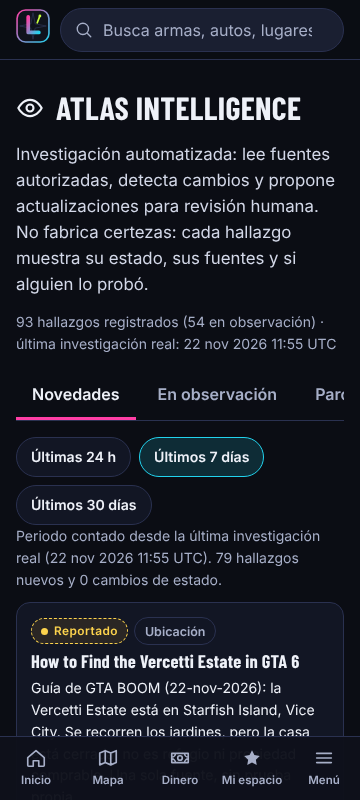 Busca armas, autos, lugares
ATLAS INTELLIGENCE
Investigación automatizada: lee fuentes
autorizadas, detecta cambios y propone
actualizaciones para revisión humana.
No fabrica certezas: cada hallazgo
muestra su estado, sus fuentes y si
alguien lo probó.
93 hallazgos registrados (54 en observación) ·
última investigación real: 22 nov 2026 11:55 UTC
Novedades En observación
Últimas 24 h Últimos 7 días
Últimos 30 días
Periodo contado desde la última investigación
real (22 nov 2026 11:55 UTC). 79 hallazgos
nuevos y 0 cambios de estado.
Reportado Ubicación
How to Find the Vercetti Estate in GTA 6
Guía de GTA BOOM (22-nov-2026): la
Vercetti Estate está en Starfish Island, Vice
City. Se recorren los jardines, pero la casa
Inicio Mapa Dinero Mi espacio Menú